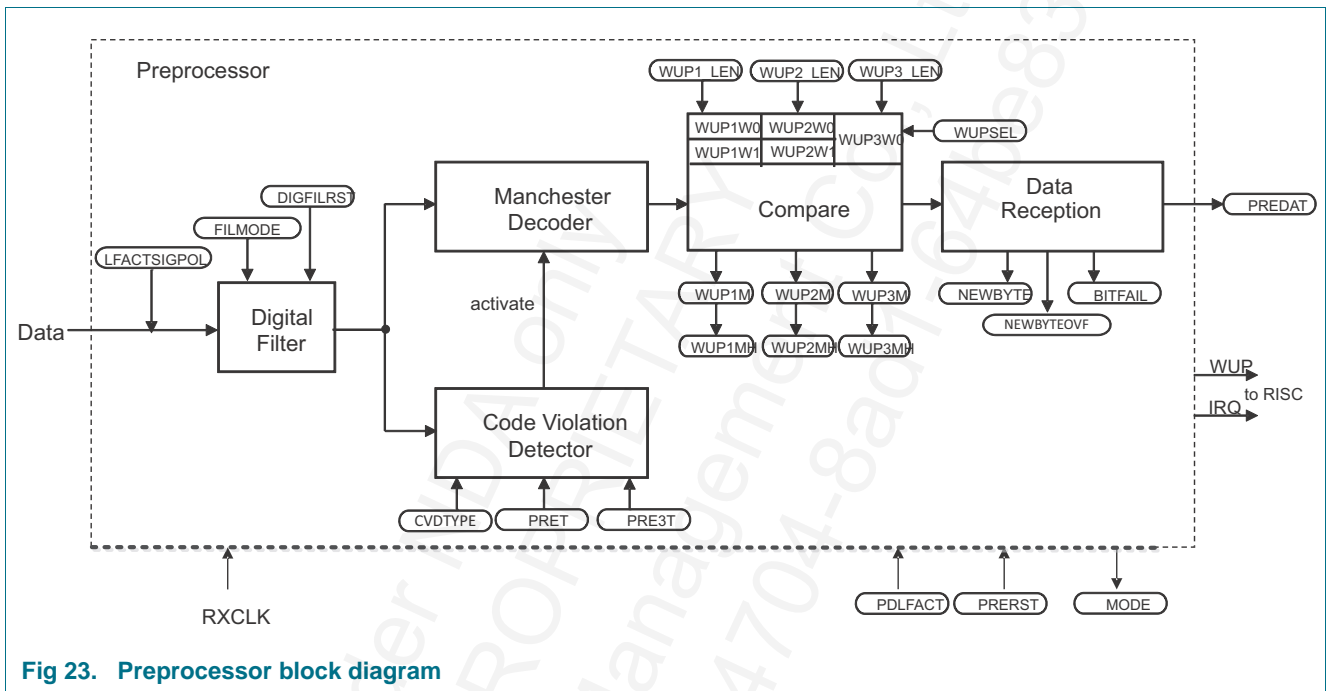 Preprocessor
WUP1_LEN
WUP2_LEN
WUP3_LEN
WUP1W0
WUP2W0
WUP3W0
WUPSEL
WUP1W1
WUP2W1
DIGFILRST
FILMODE
LFACTSIGPOL
Manchester
Decoder
Compare
Data
Reception
PREDAT
Data
Digital
Filter
activate
WUP1M
WUP2M
WUP3M
NEWBYTE
BITFAIL
NEWBYTEOVF
WUP1MH
WUP2MH
WUP3MH
WUP
to RISC
IRQ
Code Violation
Detector
CVDTYPE
PRET
PRE3T
RXCLK
PDLFACT
PRERST
MODE
Fig 23. Preprocessor block diagram